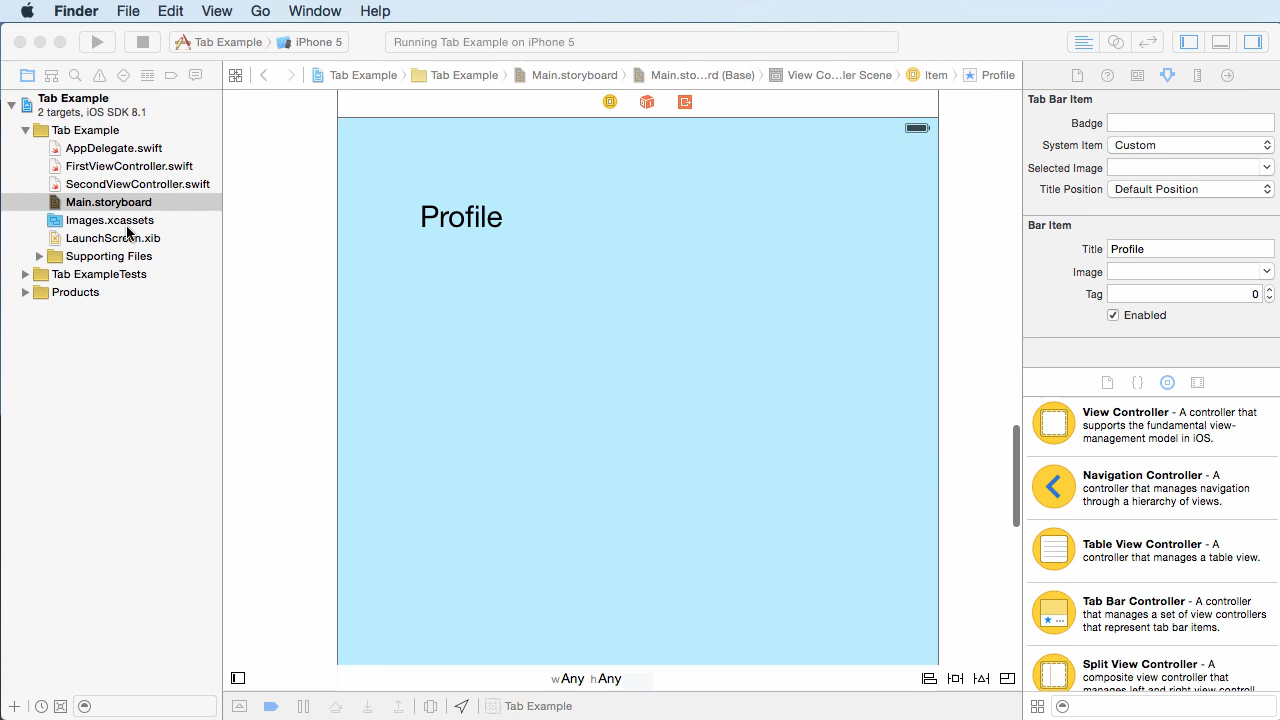 Finder File Edit View Go Window Help
Tab Example iPhone 5
Running Tab Example on iPhone 5
Tab Example Tab Example Main.storyboard Main.sto...rd (Base) View Co...ler Scene Item Profile
Tab Example
2 targets, iOS SDK 8.1
Tab Example
AppDelegate.swift
FirstViewController.swift
SecondViewController.swift
Main.storyboard
Images.xcassets
LaunchScreen.xib
Supporting Files
Tab ExampleTests
Products
Profile
wAny hAny
Tab Example
Tab Bar Item
Badge
System Item Custom
Selected Image
Title Position Default Position
Bar Item
Title Profile
Image
Tag 0
Enabled
View Controller - A controller that
supports the fundamental view-
management model in iOS.
Navigation Controller - A
controller that manages navigation
through a hierarchy of views.
Table View Controller - A
controller that manages a table view.
Tab Bar Controller - A controller
that manages a set of view controllers
that represent tab bar items.
Split View Controller - A
composite view controller that
manages left and right view controll